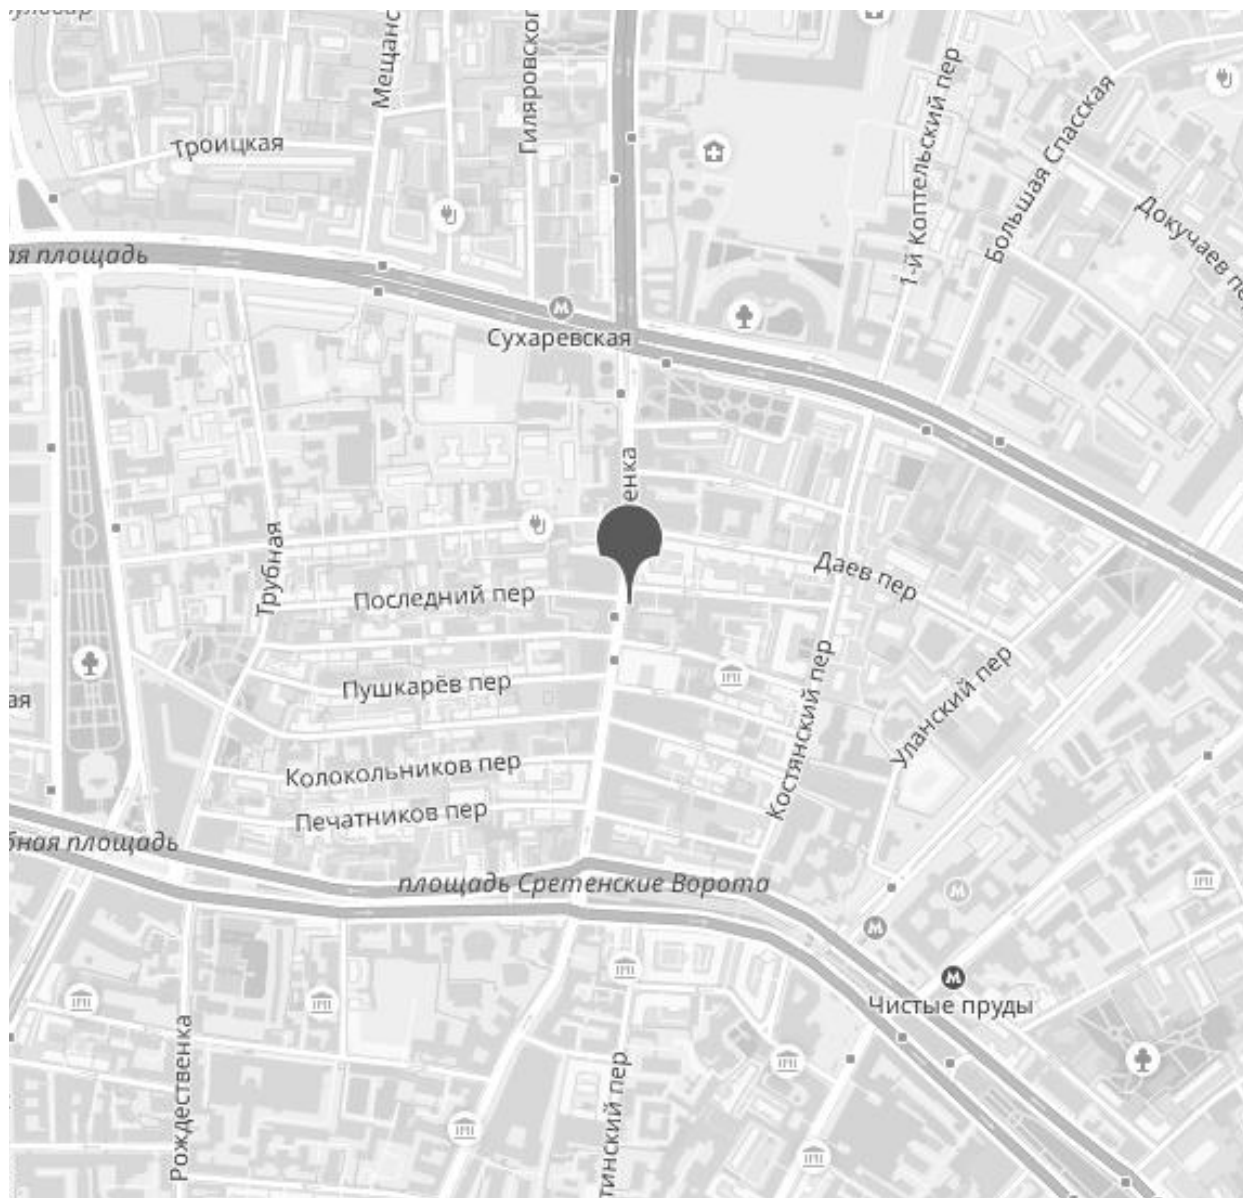 Мещанс
Гиляровског
1-й Коптельский пер
Большая Спасская
Троицкая
Докучаев пе
ая площадь
М
Сухаревская
енка
Трубная
Даев пер
Последний пер
Пушкарёв пер
Костянский пер
Уланский пер
ая
Колокольников пер
Печатников пер
бная площадь
площадь Сретенские Ворота
М
М
М
Чистые пруды
Рождественка
тинский пер